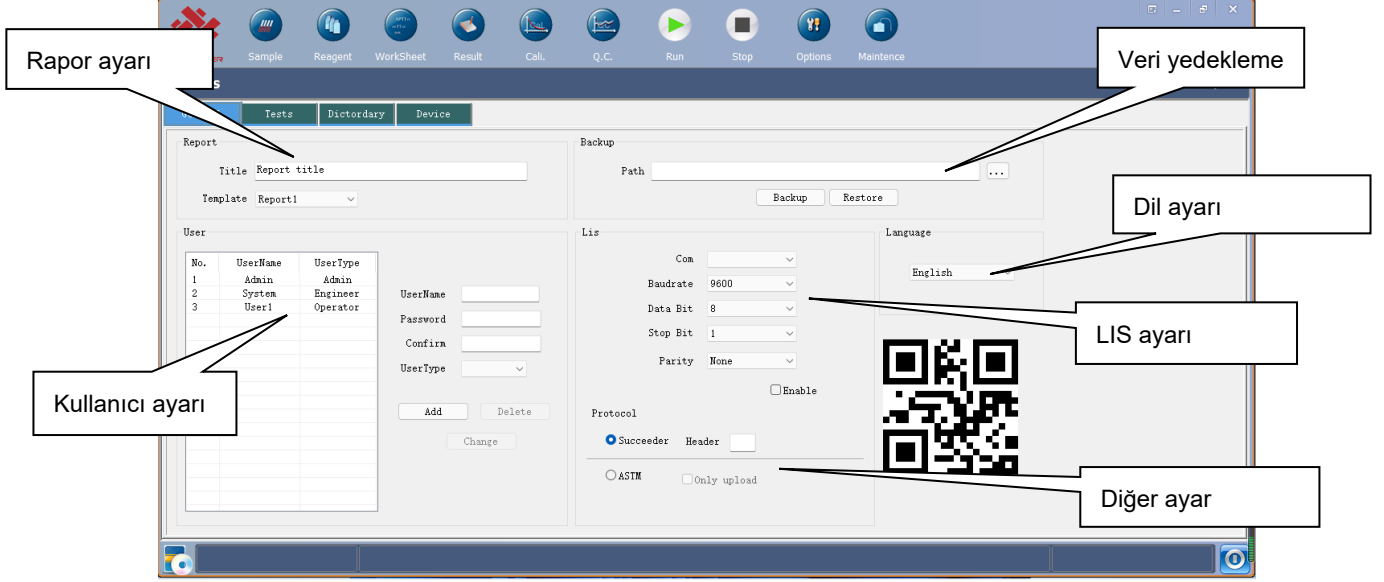 Sample Reagent WorkSheet Result Cali. Q.C. Run Stop Options Maintence
Rapor ayarı
Veri yedekleme
Tests Dictordary Device
Report
Title Report title
Template Report1
Backup
Path ...
Backup Restore
Dil ayarı
User
No. UserName UserType
1 Admin Admin
2 System Engineer
3 User1 Operator
UserName
Password
Confirm
UserType
Add Delete
Change
Kullanıcı ayarı
Lis
Com
Baudrate 9600
Data Bit 8
Stop Bit 1
Parity None
Enable
Protocol
Succeeder Header
ASTM Only upload
Language
English
LIS ayarı
Diğer ayar